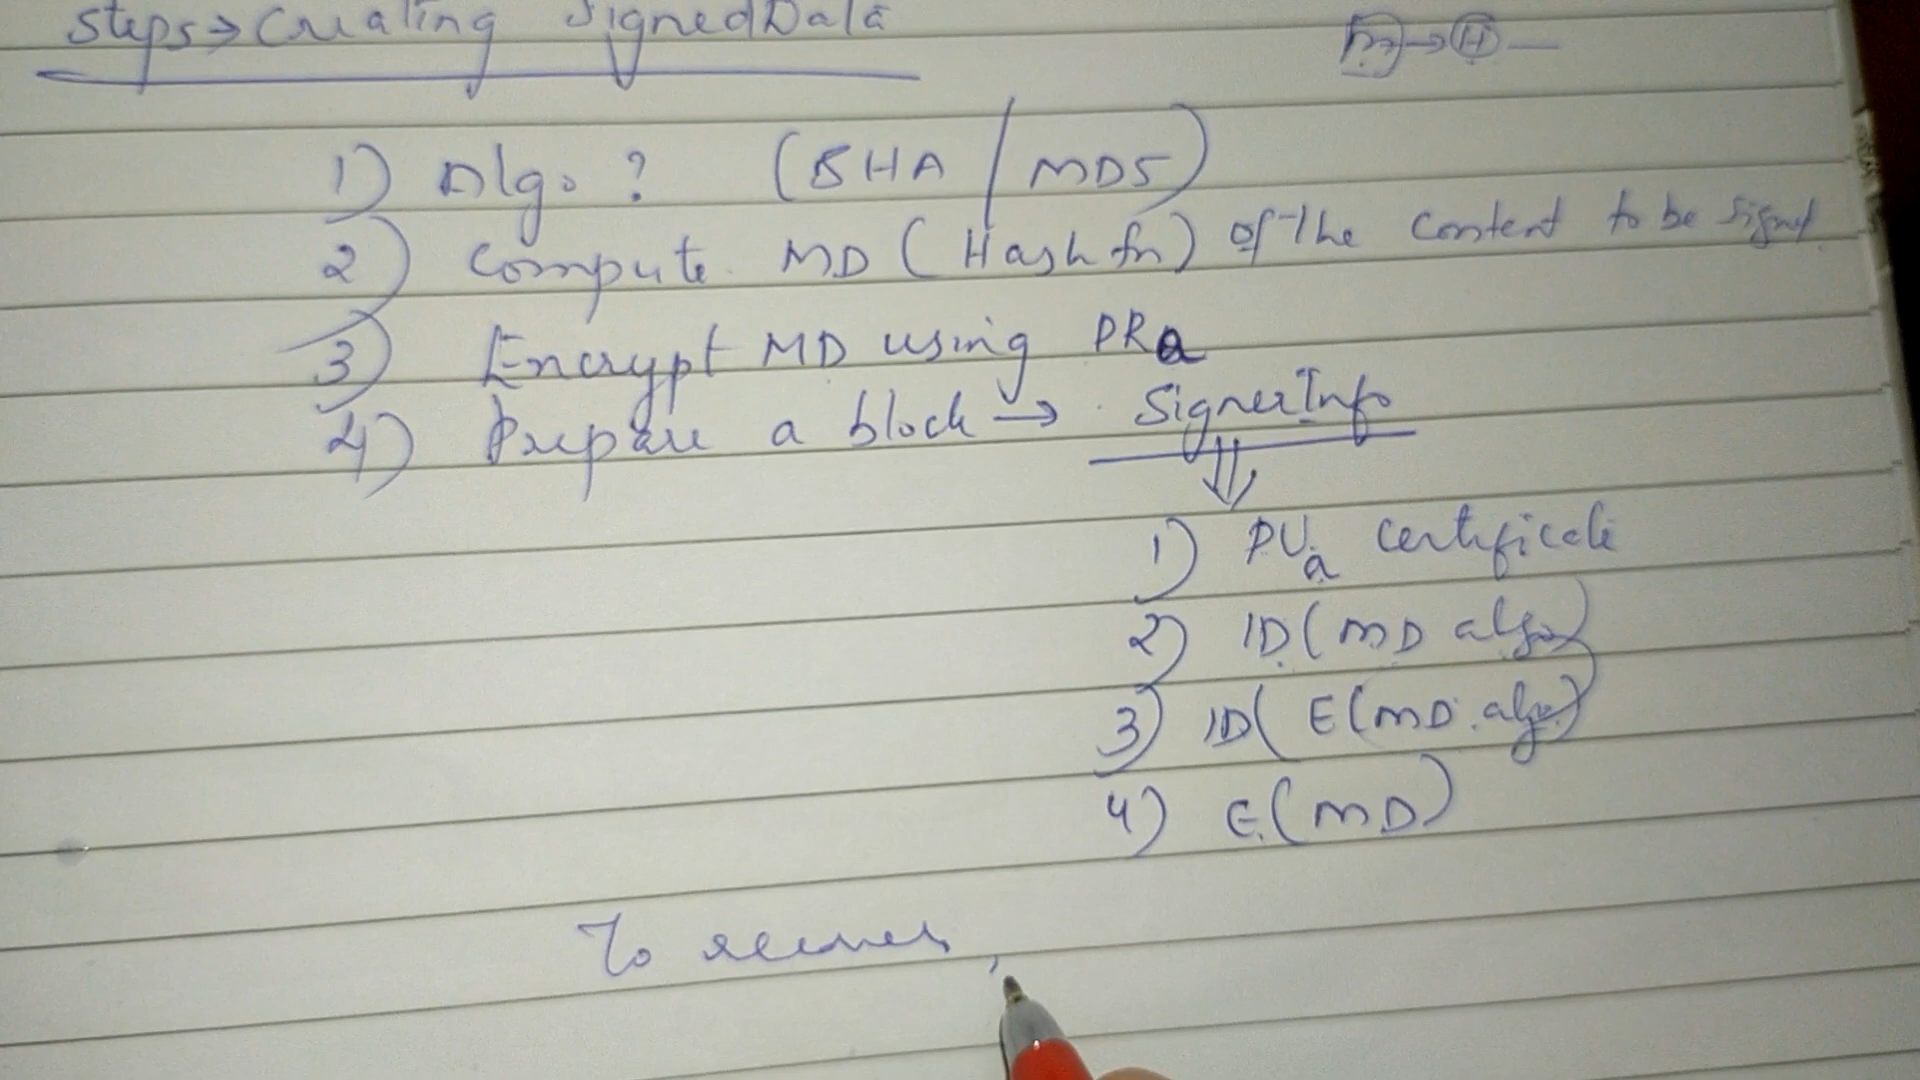 Steps → Creating SignedData
H
1) Algo? (SHA / MD5)
2) Compute MD (Hash fn) of the content to be signed
3) Encrypt MD using PRa
4) Prepare a block → SignerInfo
1) PUa certificate
2) ID(MD algo)
3) ID( E(MD algo)
4) E(MD)
To recover